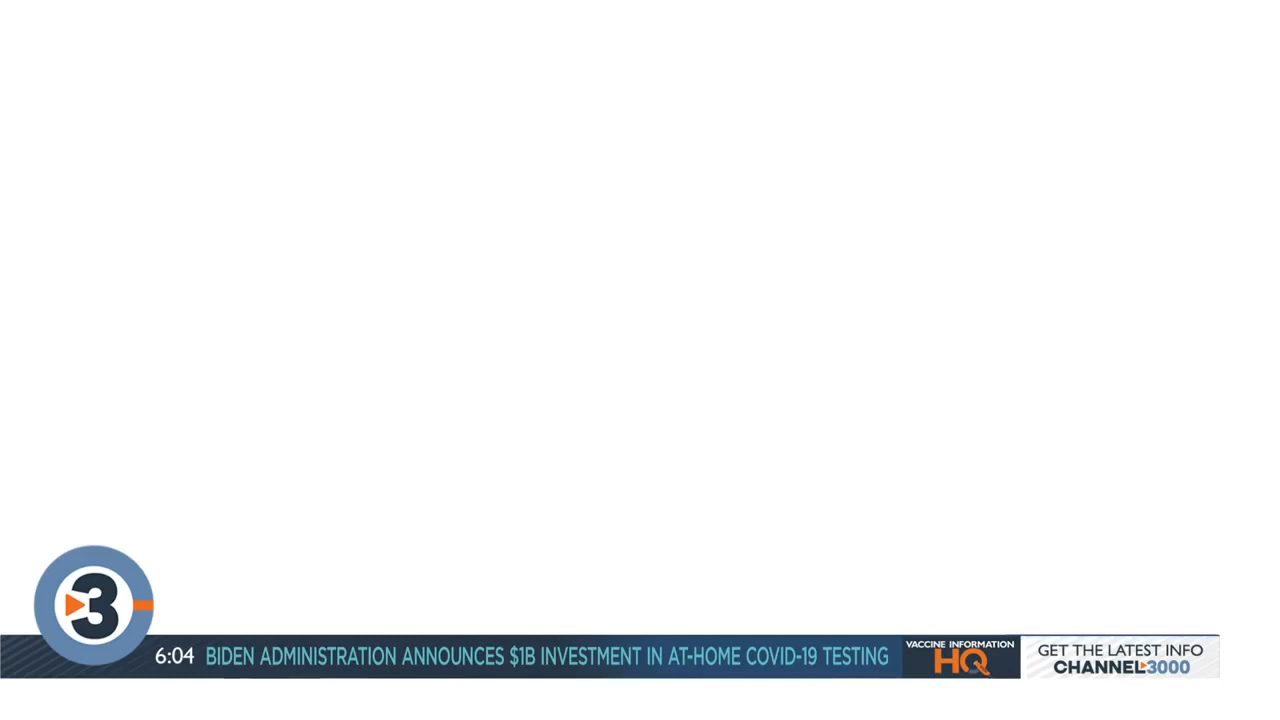 3
6:04 BIDEN ADMINISTRATION ANNOUNCES $1B INVESTMENT IN AT-HOME COVID-19 TESTING
VACCINE INFORMATION
HQ
GET THE LATEST INFO
CHANNEL3000